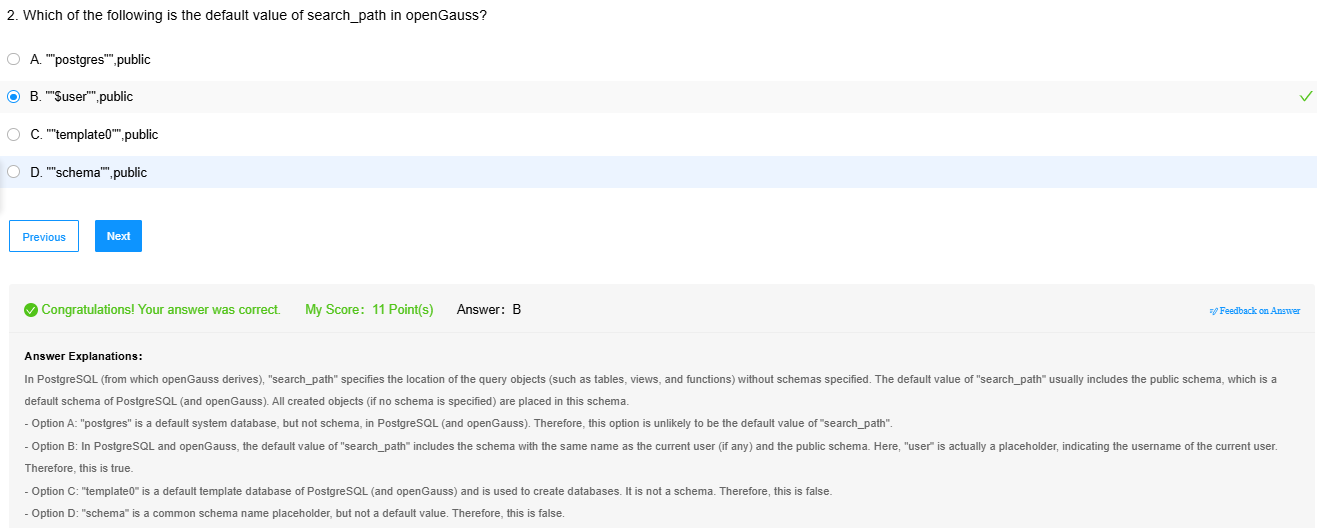 2. Which of the following is the default value of search_path in openGauss?
A. ""postgres"",public
B. ""$user"",public
C. ""template0"",public
D. ""schema"",public
Previous Next
Congratulations! Your answer was correct. My Score: 11 Point(s) Answer: B Feedback on Answer
Answer Explanations:
In PostgreSQL (from which openGauss derives), "search_path" specifies the location of the query objects (such as tables, views, and functions) without schemas specified. The default value of "search_path" usually includes the public schema, which is a
default schema of PostgreSQL (and openGauss). All created objects (if no schema is specified) are placed in this schema.
- Option A: "postgres" is a default system database, but not schema, in PostgreSQL (and openGauss). Therefore, this option is unlikely to be the default value of "search_path".
- Option B: In PostgreSQL and openGauss, the default value of "search_path" includes the schema with the same name as the current user (if any) and the public schema. Here, "user" is actually a placeholder, indicating the username of the current user.
Therefore, this is true.
- Option C: "template0" is a default template database of PostgreSQL (and openGauss) and is used to create databases. It is not a schema. Therefore, this is false.
- Option D: "schema" is a common schema name placeholder, but not a default value. Therefore, this is false.